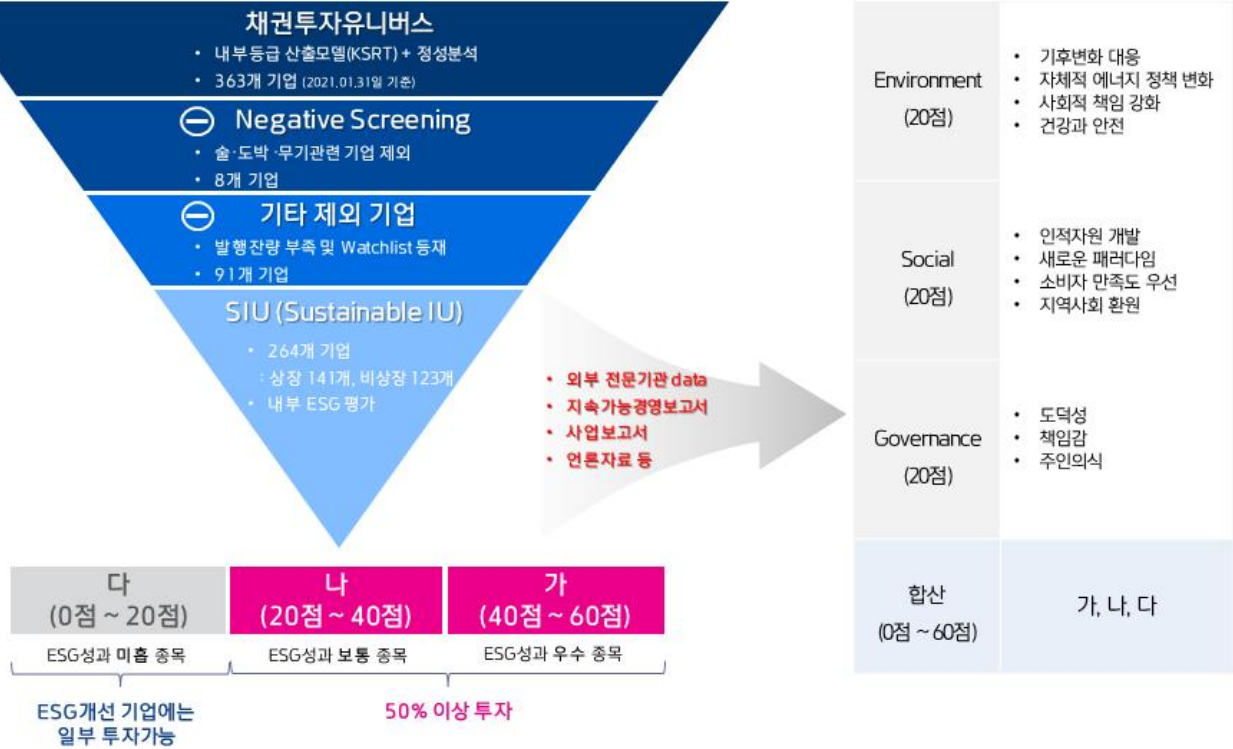 채권투자유니버스
• 내부등급 산출모델(KSRT) + 정성분석
• 363개 기업 (2021.01.31일 기준)
Negative Screening
• 술·도박·무기관련 기업 제외
• 8개 기업
기타 제외 기업
• 발행잔량 부족 및 Watchlist 등재
• 91개 기업
SIU (Sustainable IU)
• 264개 기업
: 상장 141개, 비상장 123개
• 내부 ESG 평가
• 외부 전문기관 data
• 지속가능경영보고서
• 사업보고서
• 언론자료 등
다
(0점 ~ 20점)
나
(20점 ~ 40점)
가
(40점 ~ 60점)
ESG성과 미흡 종목
ESG성과 보통 종목
ESG성과 우수 종목
ESG개선 기업에는
일부 투자가능
50% 이상 투자
Environment
(20점)
• 기후변화 대응
• 자체적 에너지 정책 변화
• 사회적 책임 강화
• 건강과 안전
Social
(20점)
• 인적자원 개발
• 새로운 패러다임
• 소비자 만족도 우선
• 지역사회 환원
Governance
(20점)
• 도덕성
• 책임감
• 주인의식
합산
(0점 ~ 60점)
가, 나, 다